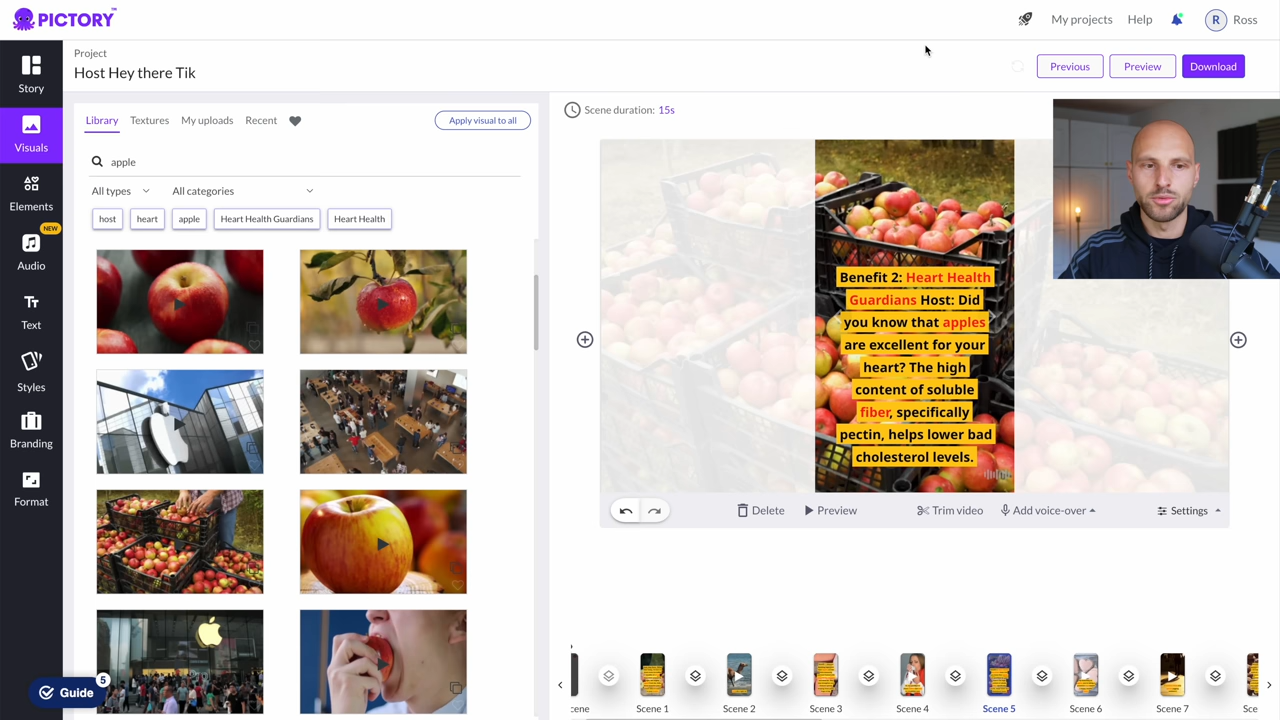 PICTORY™
My projects
Help
R
Ross
Project
Host Hey there Tik
Previous
Preview
Download
Story
Visuals
Elements
NEW
Audio
Text
Styles
Branding
Format
Library
Textures
My uploads
Recent
Apply visual to all
apple
All types
All categories
host
heart
apple
Heart Health Guardians
Heart Health
Guide
5
Scene duration: 15s
Benefit 2: Heart Health
Guardians Host: Did
you know that apples
are excellent for your
heart? The high
content of soluble
fiber, specifically
pectin, helps lower bad
cholesterol levels.
Delete
Preview
Trim video
Add voice-over
Settings
cene
Scene 1
Scene 2
Scene 3
Scene 4
Scene 5
Scene 6
Scene 7
Sce